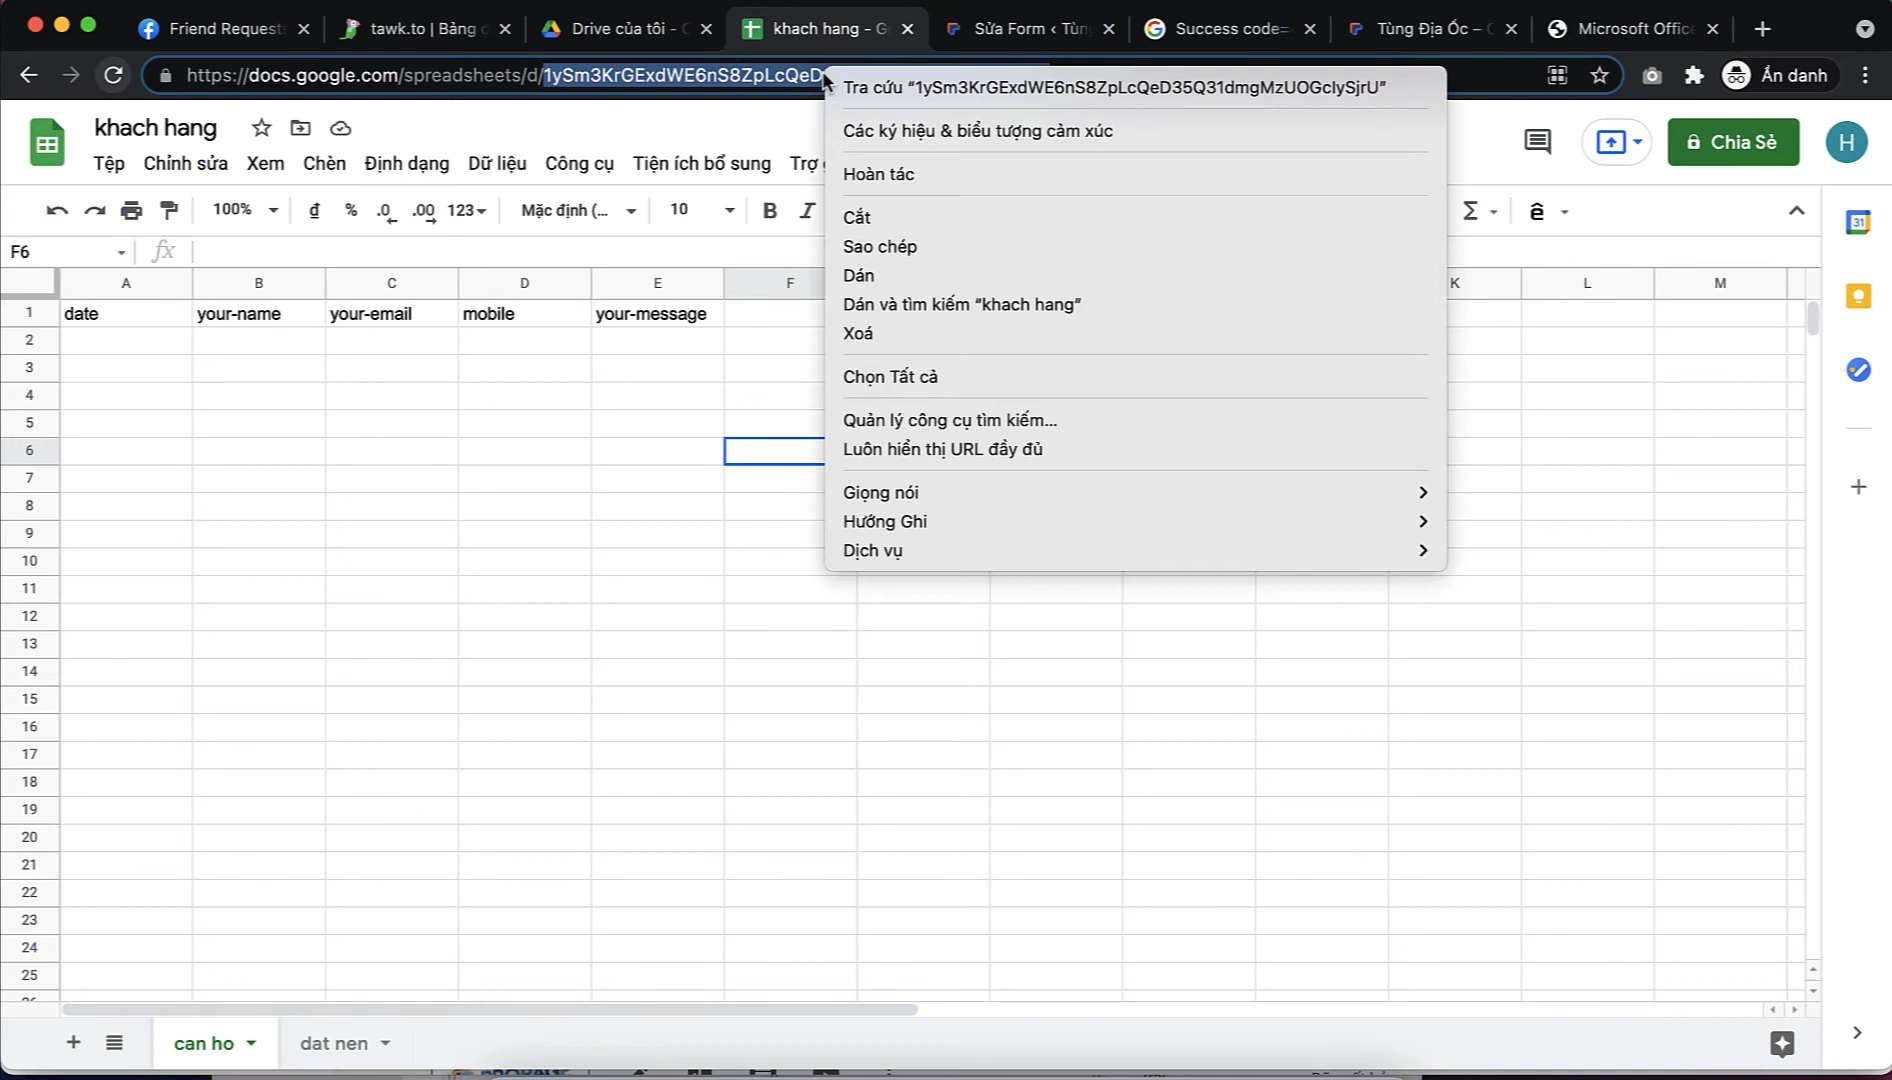 Friend Requests
tawk.to | Bảng
Drive của tôi -
khach hang - G
Sửa Form ‹ Tùn
Success code=
Tùng Địa Ốc –
Microsoft Office
https://docs.google.com/spreadsheets/d/1ySm3KrGExdWE6nS8ZpLcQeD
Ẩn danh
Tra cứu “1ySm3KrGExdWE6nS8ZpLcQeD35Q31dmgMzUOGcIySjrU”
Các ký hiệu & biểu tượng cảm xúc
Hoàn tác
Cắt
Sao chép
Dán
Dán và tìm kiếm “khach hang”
Xoá
Chọn Tất cả
Quản lý công cụ tìm kiếm...
Luôn hiển thị URL đầy đủ
Giọng nói
Hướng Ghi
Dịch vụ
khach hang
Chia Sẻ
H
Tệp Chỉnh sửa Xem Chèn Định dạng Dữ liệu Công cụ Tiện ích bổ sung Trợ
100% đ % .0 .00 123 Mặc định (... 10 B I Σ ê
31
F6 fx
A B C D E F K L M
1 date your-name your-email mobile your-message
2
3
4
5
6
7
8
9
10
11
12
13
14
15
16
17
18
19
20
21
22
23
24
25
can ho dat nen